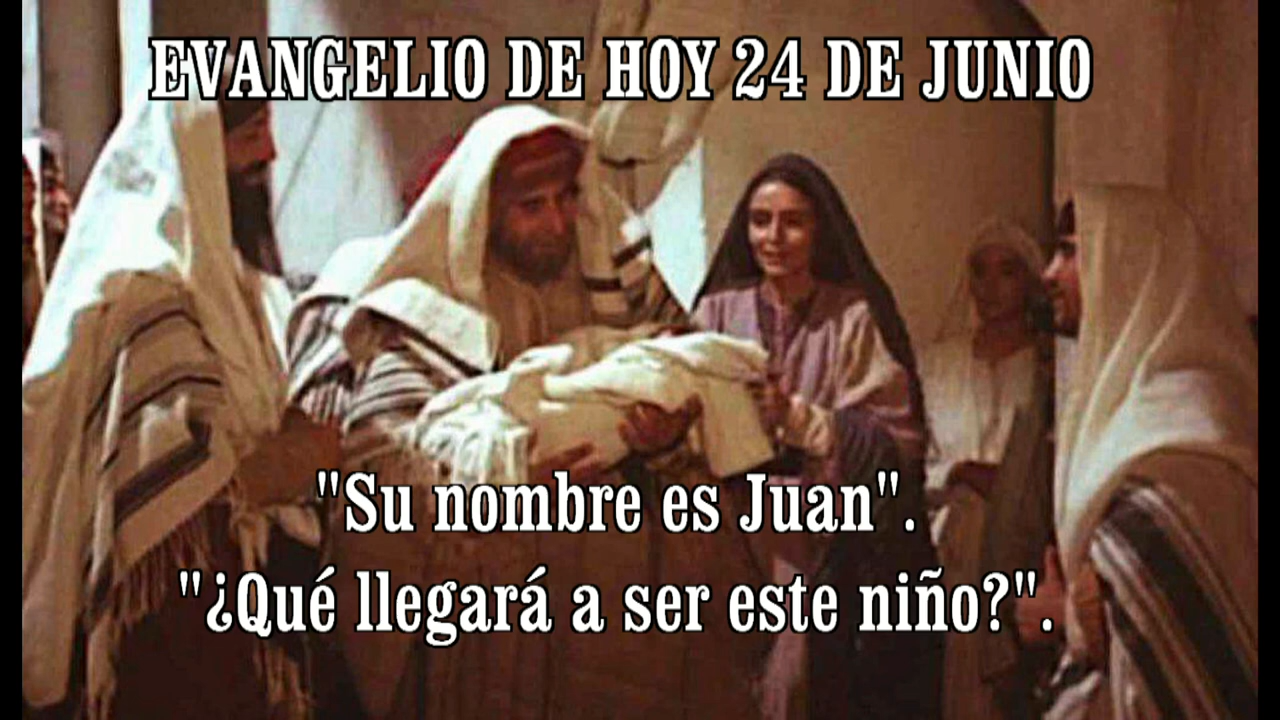 EVANGELIO DE HOY 24 DE JUNIO
"Su nombre es Juan".
"¿Qué llegará a ser este niño?".